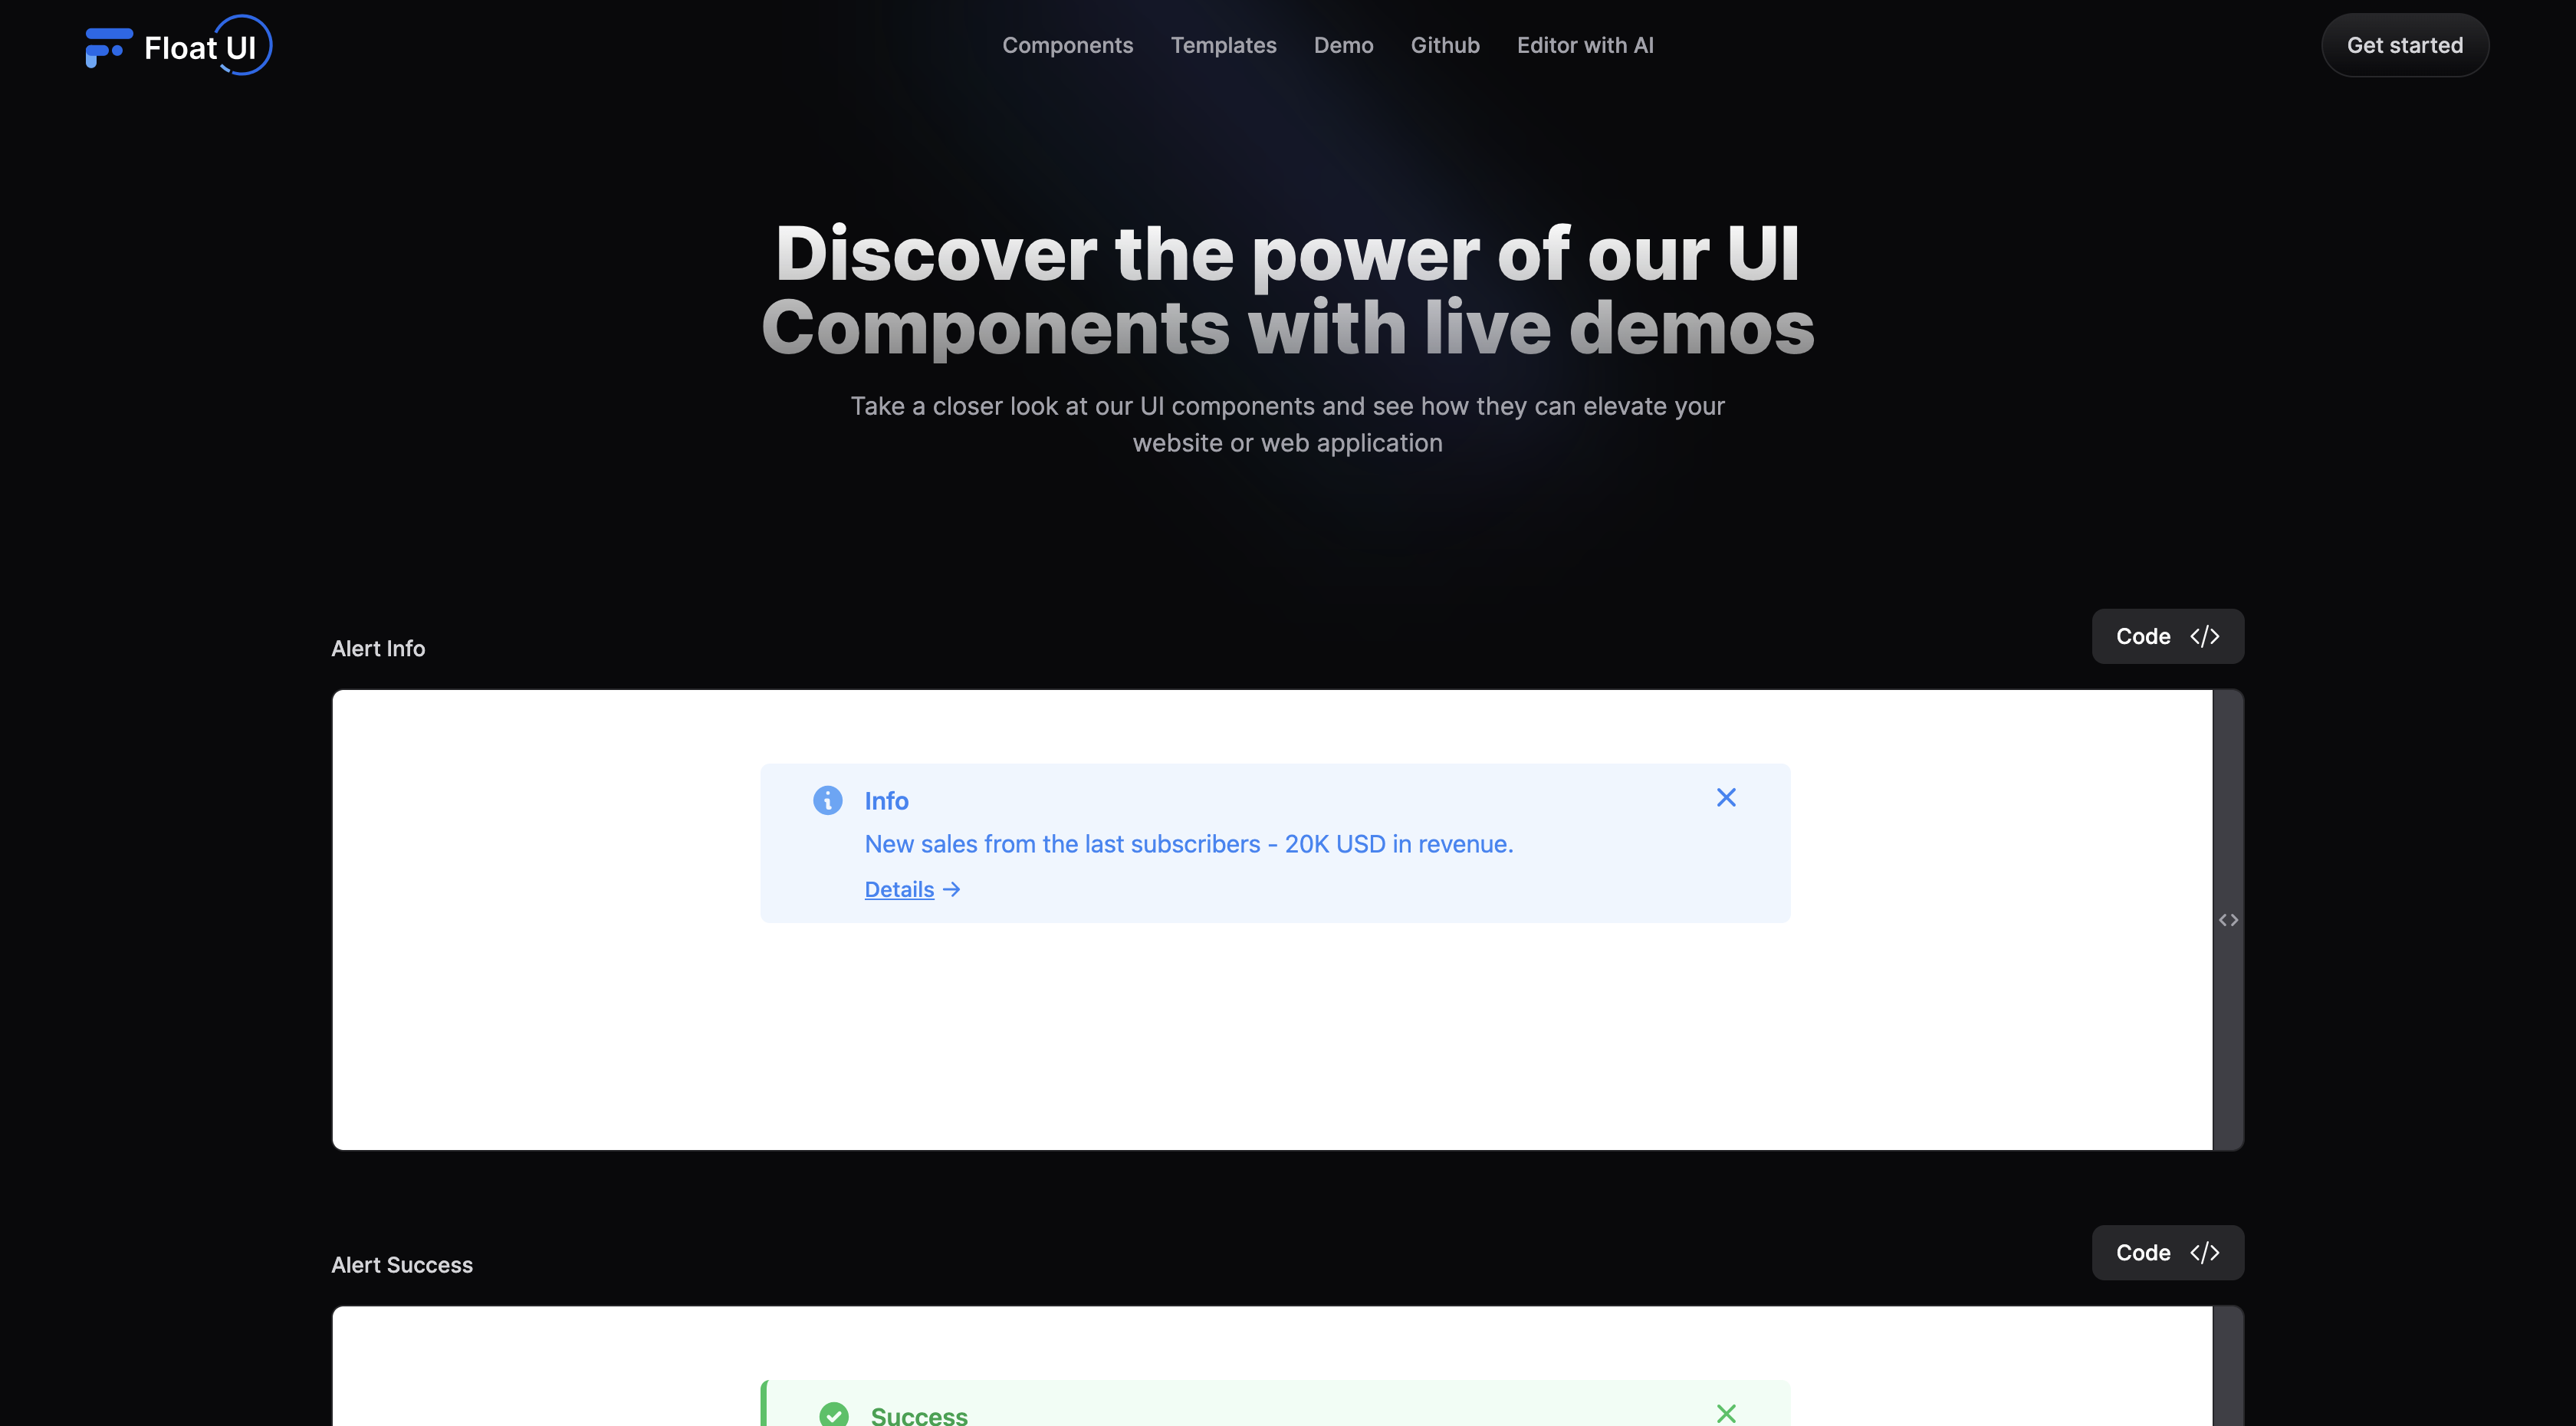 Float UI
Components
Templates
Demo
Github
Editor with AI
Get started
Discover the power of our UI
Components with live demos
Take a closer look at our UI components and see how they can elevate your
website or web application
Alert Info
Code </>
Info
New sales from the last subscribers - 20K USD in revenue.
Details →
Alert Success
Code </>
Success